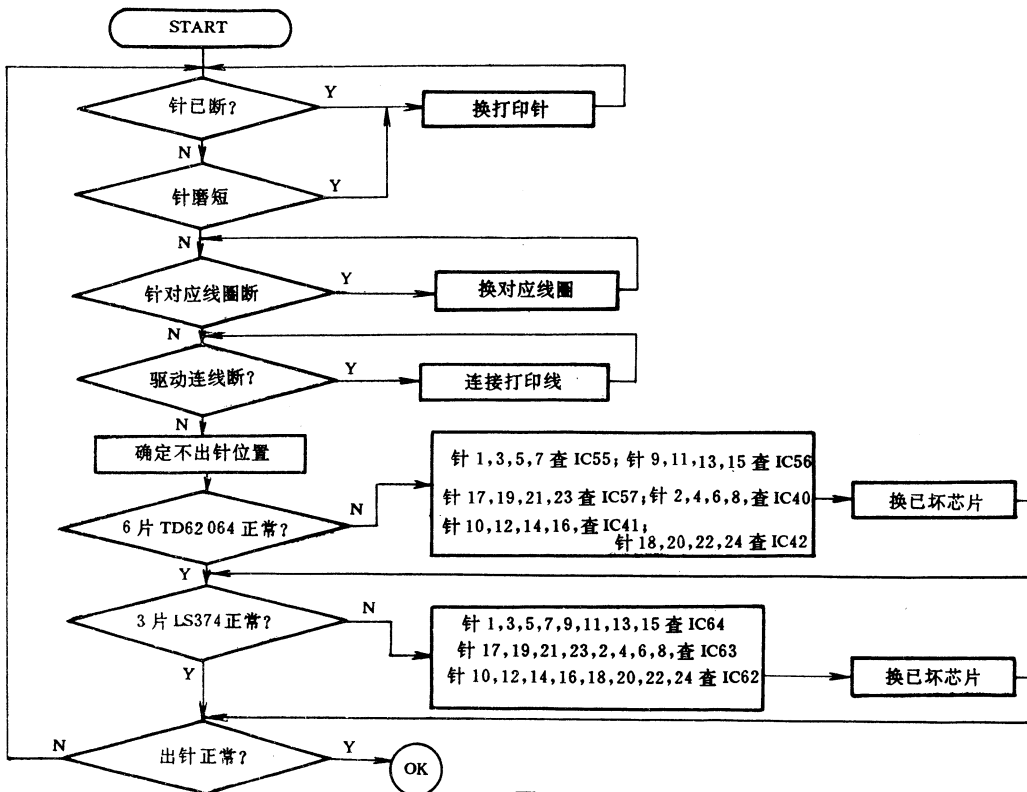 START
针已断?
Y
换打印针
N
针磨短
Y
N
针对应线圈断
Y
换对应线圈
N
驱动连线断?
Y
连接打印线
N
确定不出针位置
针 1,3,5,7 查 IC55; 针 9,11,13,15 查 IC56
针 17,19,21,23 查 IC57; 针 2,4,6,8, 查 IC40
针 10,12,14,16, 查 IC41;
针 18,20,22,24 查 IC42
换已坏芯片
6 片 TD62064 正常?
N
Y
3 片 LS374 正常?
N
针 1,3,5,7,9,11,13,15 查 IC64
针 17,19,21,23,2,4,6,8, 查 IC63
针 10,12,14,16,18,20,22,24 查 IC62
换已坏芯片
Y
N
出针正常?
Y
OK